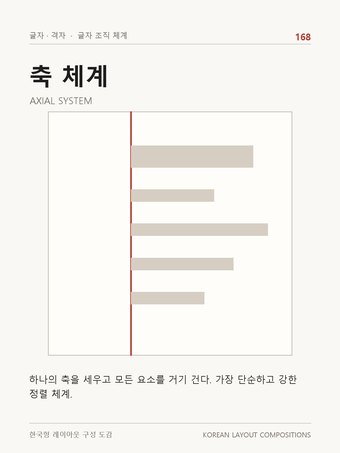 글자 · 격자 · 글자 조직 체계
168
축 체계
AXIAL SYSTEM
하나의 축을 세우고 모든 요소를 거기 건다. 가장 단순하고 강한
정렬 체계.
한국형 레이아웃 구성 도감
KOREAN LAYOUT COMPOSITIONS